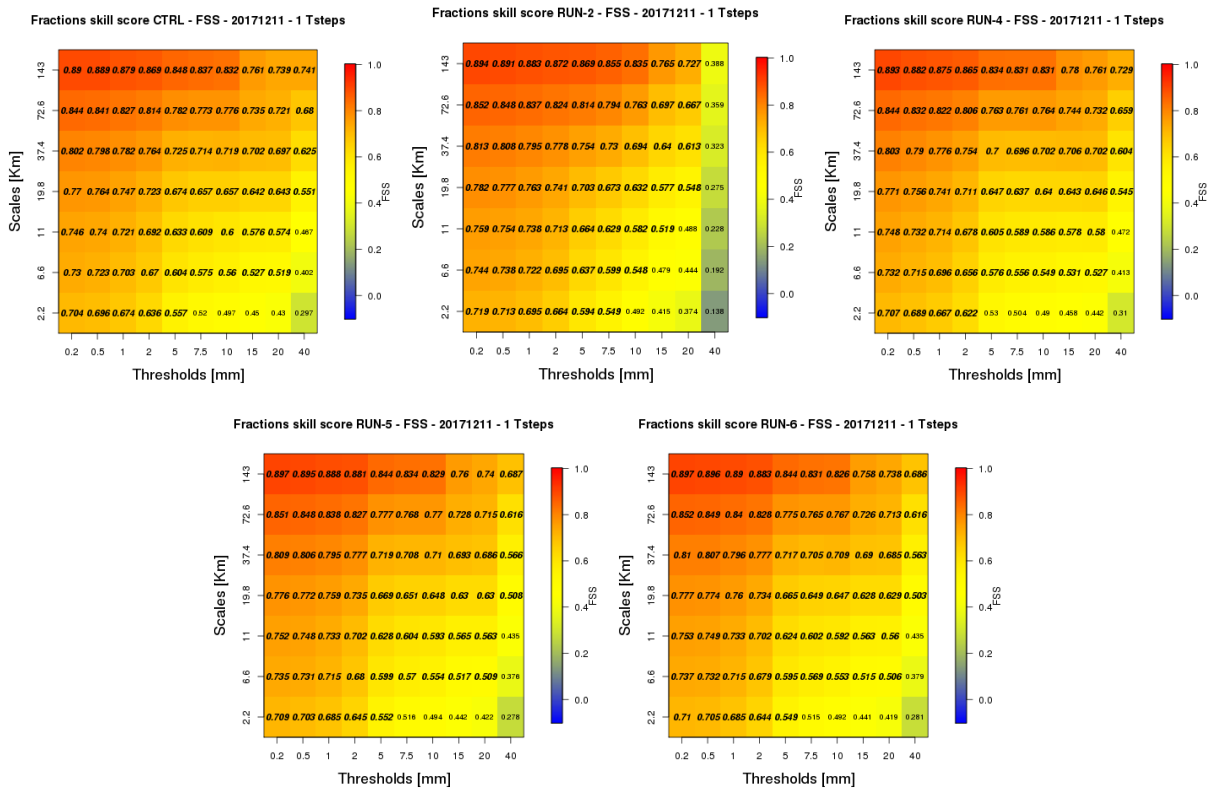 Fractions skill score CTRL - FSS - 20171211 - 1 Tsteps
Scales [Km]
143 0.89 0.889 0.879 0.869 0.848 0.837 0.832 0.761 0.739 0.741
72.6 0.844 0.841 0.827 0.814 0.782 0.773 0.776 0.735 0.721 0.68
37.4 0.802 0.798 0.782 0.764 0.725 0.714 0.719 0.702 0.697 0.625
19.8 0.77 0.764 0.747 0.723 0.674 0.657 0.657 0.642 0.643 0.551
11 0.746 0.74 0.721 0.692 0.633 0.609 0.6 0.576 0.574 0.467
6.6 0.73 0.723 0.703 0.67 0.604 0.575 0.56 0.527 0.519 0.402
2.2 0.704 0.696 0.674 0.636 0.557 0.52 0.497 0.45 0.43 0.297
0.2 0.5 1 2 5 7.5 10 15 20 40
Thresholds [mm]
1.0
0.8
0.6
0.4
0.2
0.0
FSS
Fractions skill score RUN-2 - FSS - 20171211 - 1 Tsteps
Scales [Km]
143 0.894 0.891 0.883 0.872 0.869 0.855 0.835 0.765 0.727 0.388
72.6 0.852 0.848 0.837 0.824 0.814 0.794 0.763 0.697 0.667 0.359
37.4 0.813 0.808 0.795 0.778 0.754 0.73 0.694 0.64 0.613 0.323
19.8 0.782 0.777 0.763 0.741 0.703 0.673 0.632 0.577 0.548 0.275
11 0.759 0.754 0.738 0.713 0.664 0.629 0.582 0.519 0.488 0.228
6.6 0.744 0.738 0.722 0.695 0.637 0.599 0.548 0.479 0.444 0.192
2.2 0.719 0.713 0.695 0.664 0.594 0.549 0.492 0.415 0.374 0.138
0.2 0.5 1 2 5 7.5 10 15 20 40
Thresholds [mm]
1.0
0.8
0.6
0.4
0.2
0.0
FSS
Fractions skill score RUN-4 - FSS - 20171211 - 1 Tsteps
Scales [Km]
143 0.893 0.882 0.875 0.865 0.834 0.831 0.831 0.78 0.761 0.729
72.6 0.844 0.832 0.822 0.806 0.763 0.761 0.764 0.744 0.732 0.659
37.4 0.803 0.79 0.776 0.754 0.7 0.696 0.702 0.706 0.702 0.604
19.8 0.771 0.756 0.741 0.711 0.647 0.637 0.64 0.643 0.646 0.545
11 0.748 0.732 0.714 0.678 0.605 0.589 0.586 0.578 0.58 0.472
6.6 0.732 0.715 0.696 0.656 0.576 0.556 0.549 0.531 0.527 0.413
2.2 0.707 0.689 0.667 0.622 0.53 0.504 0.49 0.458 0.442 0.31
0.2 0.5 1 2 5 7.5 10 15 20 40
Thresholds [mm]
1.0
0.8
0.6
0.4
0.2
0.0
FSS
Fractions skill score RUN-5 - FSS - 20171211 - 1 Tsteps
Scales [Km]
143 0.897 0.895 0.888 0.881 0.844 0.834 0.829 0.76 0.74 0.687
72.6 0.851 0.848 0.838 0.827 0.777 0.768 0.77 0.728 0.715 0.616
37.4 0.809 0.806 0.795 0.777 0.719 0.708 0.71 0.693 0.686 0.566
19.8 0.776 0.772 0.759 0.735 0.669 0.651 0.648 0.63 0.63 0.508
11 0.752 0.748 0.733 0.702 0.628 0.604 0.593 0.565 0.563 0.435
6.6 0.735 0.731 0.715 0.68 0.599 0.57 0.554 0.517 0.509 0.376
2.2 0.709 0.703 0.685 0.645 0.552 0.516 0.494 0.442 0.422 0.278
0.2 0.5 1 2 5 7.5 10 15 20 40
Thresholds [mm]
1.0
0.8
0.6
0.4
0.2
0.0
FSS
Fractions skill score RUN-6 - FSS - 20171211 - 1 Tsteps
Scales [Km]
143 0.897 0.896 0.89 0.883 0.844 0.831 0.826 0.758 0.738 0.686
72.6 0.852 0.849 0.84 0.828 0.775 0.765 0.767 0.726 0.713 0.616
37.4 0.81 0.807 0.796 0.777 0.717 0.705 0.709 0.69 0.685 0.563
19.8 0.777 0.774 0.76 0.734 0.665 0.649 0.647 0.628 0.629 0.503
11 0.753 0.749 0.733 0.702 0.624 0.602 0.592 0.563 0.56 0.435
6.6 0.737 0.732 0.715 0.679 0.595 0.569 0.553 0.515 0.506 0.379
2.2 0.71 0.705 0.685 0.644 0.549 0.515 0.492 0.441 0.419 0.281
0.2 0.5 1 2 5 7.5 10 15 20 40
Thresholds [mm]
1.0
0.8
0.6
0.4
0.2
0.0
FSS